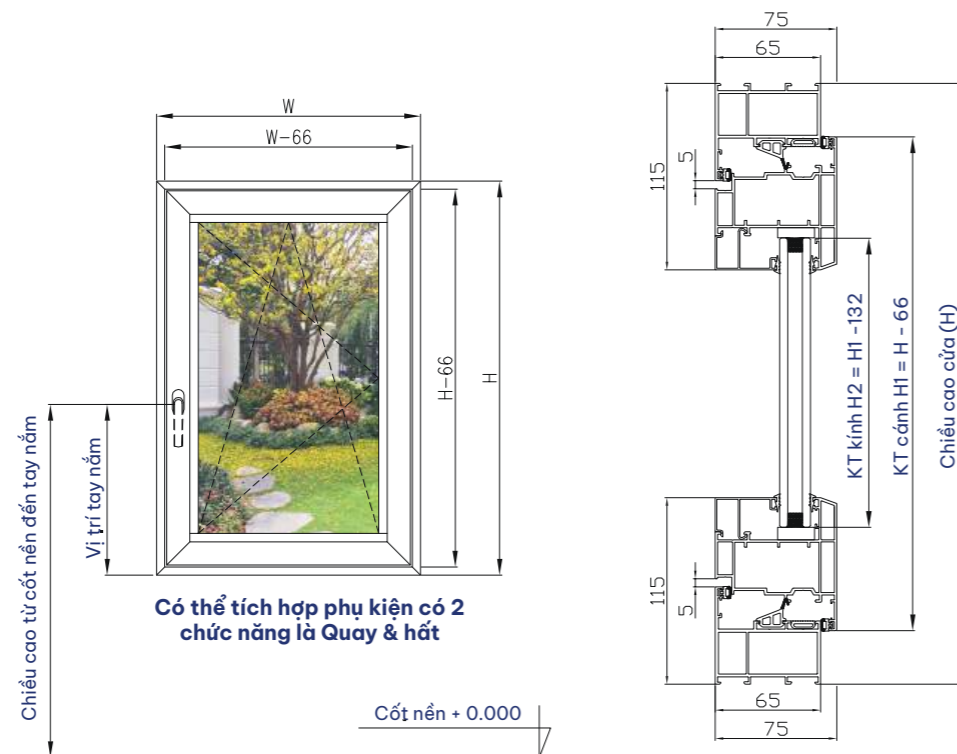 W
W-66
H-66
H
Chiều cao từ cốt nền đến tay nắm
Vị trí tay nắm
Có thể tích hợp phụ kiện có 2
chức năng là Quay & hất
Cốt nền + 0.000
75
65
115
5
KT kính H2 = H1 -132
KT cánh H1 = H - 66
Chiều cao cửa (H)
115
5
65
75